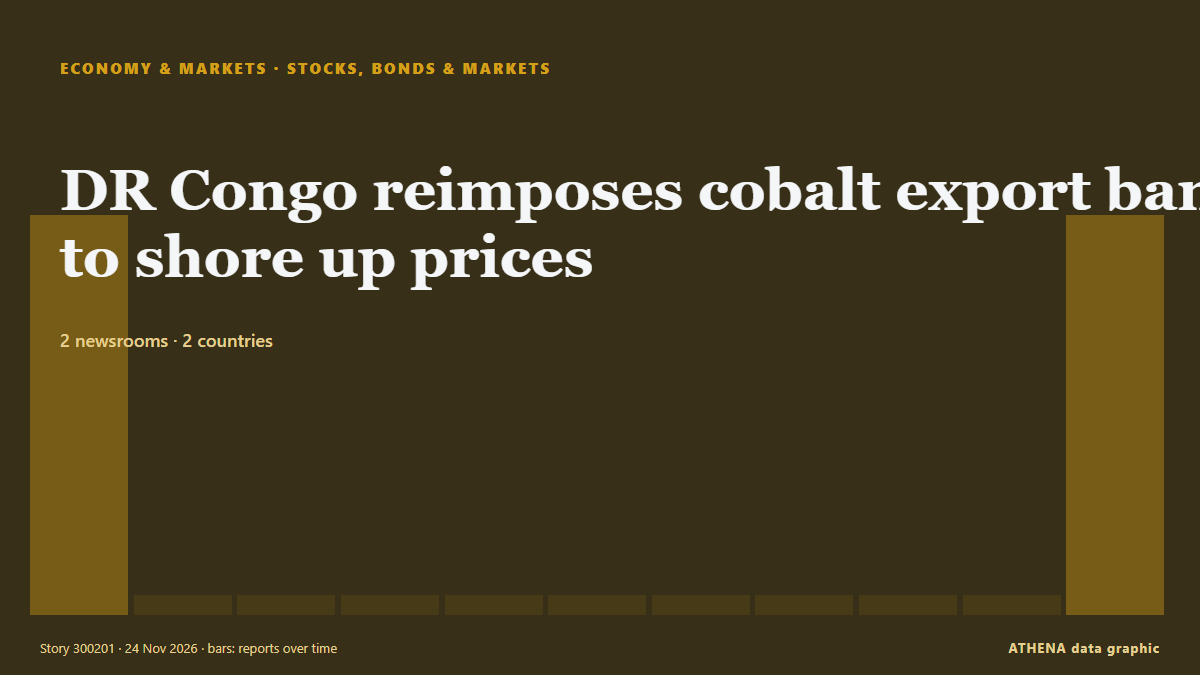 ECONOMY & MARKETS · STOCKS, BONDS & MARKETS
DR Congo reimposes cobalt export ban
to shore up prices
2 newsrooms · 2 countries
Story 300201 · 24 Nov 2026 · bars: reports over time
ATHENA data graphic